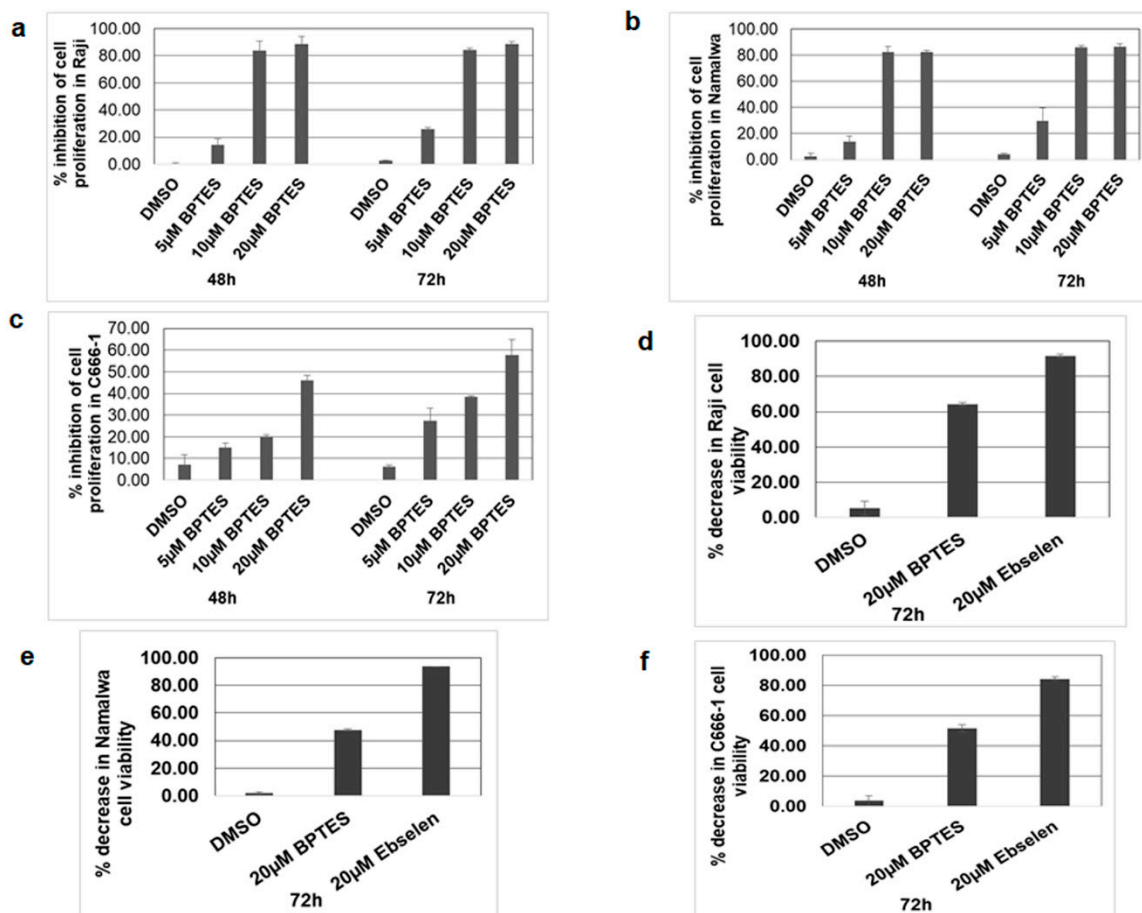 a
% inhibition of cell
proliferation in Raji
100.00
80.00
60.00
40.00
20.00
0.00
DMSO
5µM BPTES
10µM BPTES
20µM BPTES
DMSO
5µM BPTES
10µM BPTES
20µM BPTES
48h
72h
b
% inhibition of cell
proliferation in Namalwa
100.00
80.00
60.00
40.00
20.00
0.00
DMSO
5µM BPTES
10µM BPTES
20µM BPTES
DMSO
5µM BPTES
10µM BPTES
20µM BPTES
48h
72h
c
% inhibition of cell
proliferation in C666-1
70.00
60.00
50.00
40.00
30.00
20.00
10.00
0.00
DMSO
5µM BPTES
10µM BPTES
20µM BPTES
DMSO
5µM BPTES
10µM BPTES
20µM BPTES
48h
72h
d
% decrease in Raji cell
viability
100.00
80.00
60.00
40.00
20.00
0.00
DMSO
20µM BPTES
20µM Ebselen
72h
e
% decrease in Namalwa
cell viability
100.00
80.00
60.00
40.00
20.00
0.00
DMSO
20µM BPTES
20µM Ebselen
72h
f
% decrease in C666-1 cell
viability
100.00
80.00
60.00
40.00
20.00
0.00
DMSO
20µM BPTES
20µM Ebselen
72h